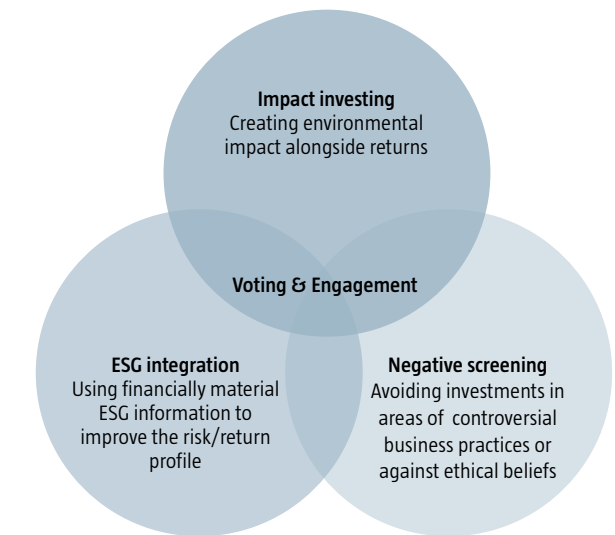 Impact investing
Creating environmental
impact alongside returns
Voting & Engagement
ESG integration
Using financially material
ESG information to
improve the risk/return
profile
Negative screening
Avoiding investments in
areas of controversial
business practices or
against ethical beliefs